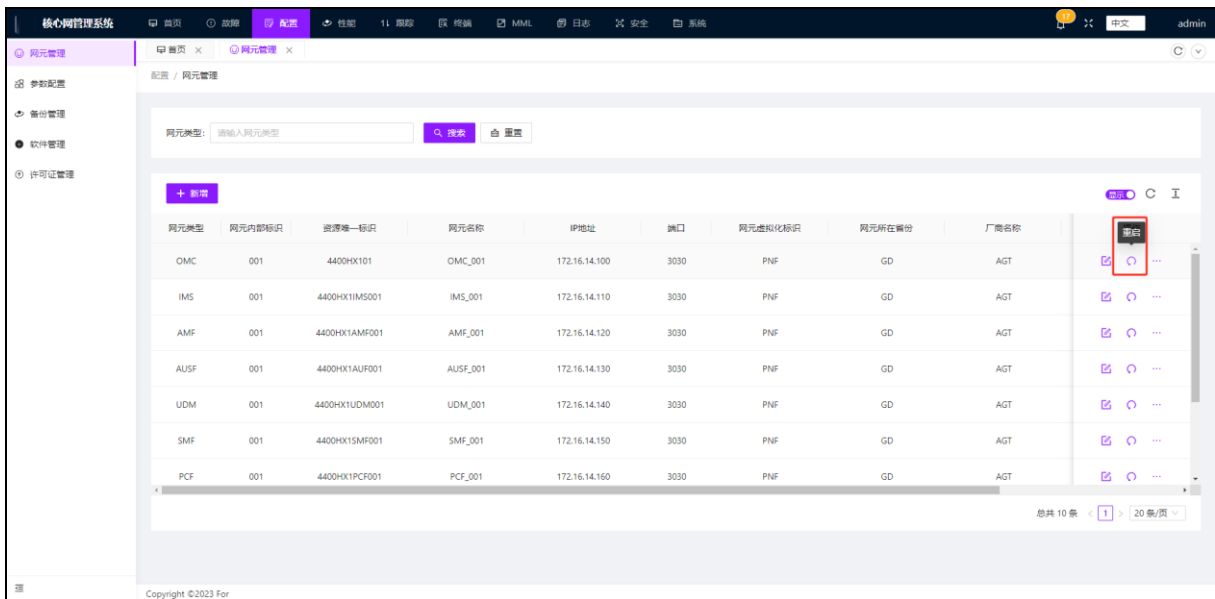 核心网管理系统 首页 故障 配置 性能 跟踪 终端 MML 日志 安全 系统 17 中文 admin
网元管理 首页 网元管理
参数配置 配置 / 网元管理
备份管理
网元类型: 请输入网元类型 搜索 重置
软件管理
许可证管理
+ 新增 显示
网元类型 网元内部标识 资源唯一标识 网元名称 IP地址 端口 网元虚拟化标识 网元所在省份 厂商名称 重启
OMC 001 4400HX101 OMC_001 172.16.14.100 3030 PNF GD AGT
IMS 001 4400HX1IMS001 IMS_001 172.16.14.110 3030 PNF GD AGT
AMF 001 4400HX1AMF001 AMF_001 172.16.14.120 3030 PNF GD AGT
AUSF 001 4400HX1AUF001 AUSF_001 172.16.14.130 3030 PNF GD AGT
UDM 001 4400HX1UDM001 UDM_001 172.16.14.140 3030 PNF GD AGT
SMF 001 4400HX1SMF001 SMF_001 172.16.14.150 3030 PNF GD AGT
PCF 001 4400HX1PCF001 PCF_001 172.16.14.160 3030 PNF GD AGT
总共 10 条 1 20 条/页
Copyright ©2023 For